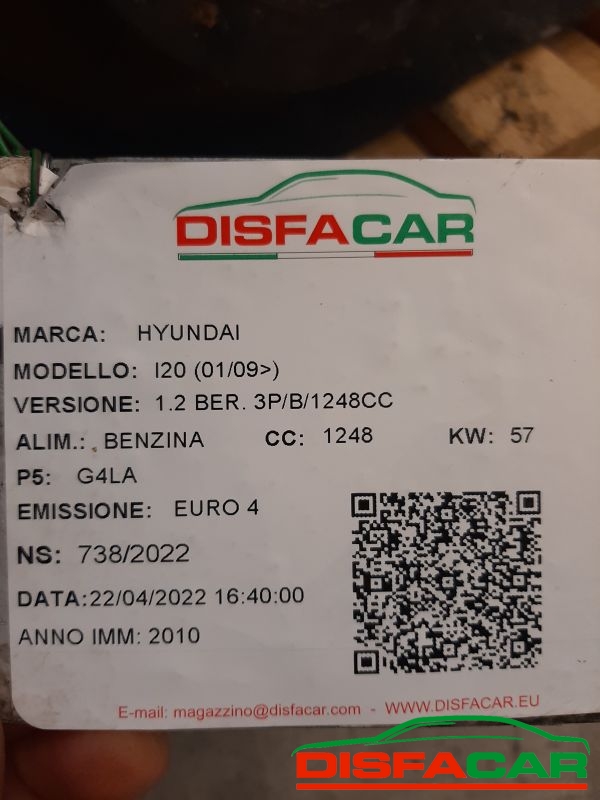 DISFACAR
MARCA: HYUNDAI
MODELLO: I20 (01/09>)
VERSIONE: 1.2 BER. 3P/B/1248CC
ALIM.: BENZINA CC: 1248 KW: 57
P5: G4LA
EMISSIONE: EURO 4
NS: 738/2022
DATA:22/04/2022 16:40:00
ANNO IMM: 2010
E-mail: magazzino@disfacar.com - WWW.DISFACAR.EU
DISFACAR